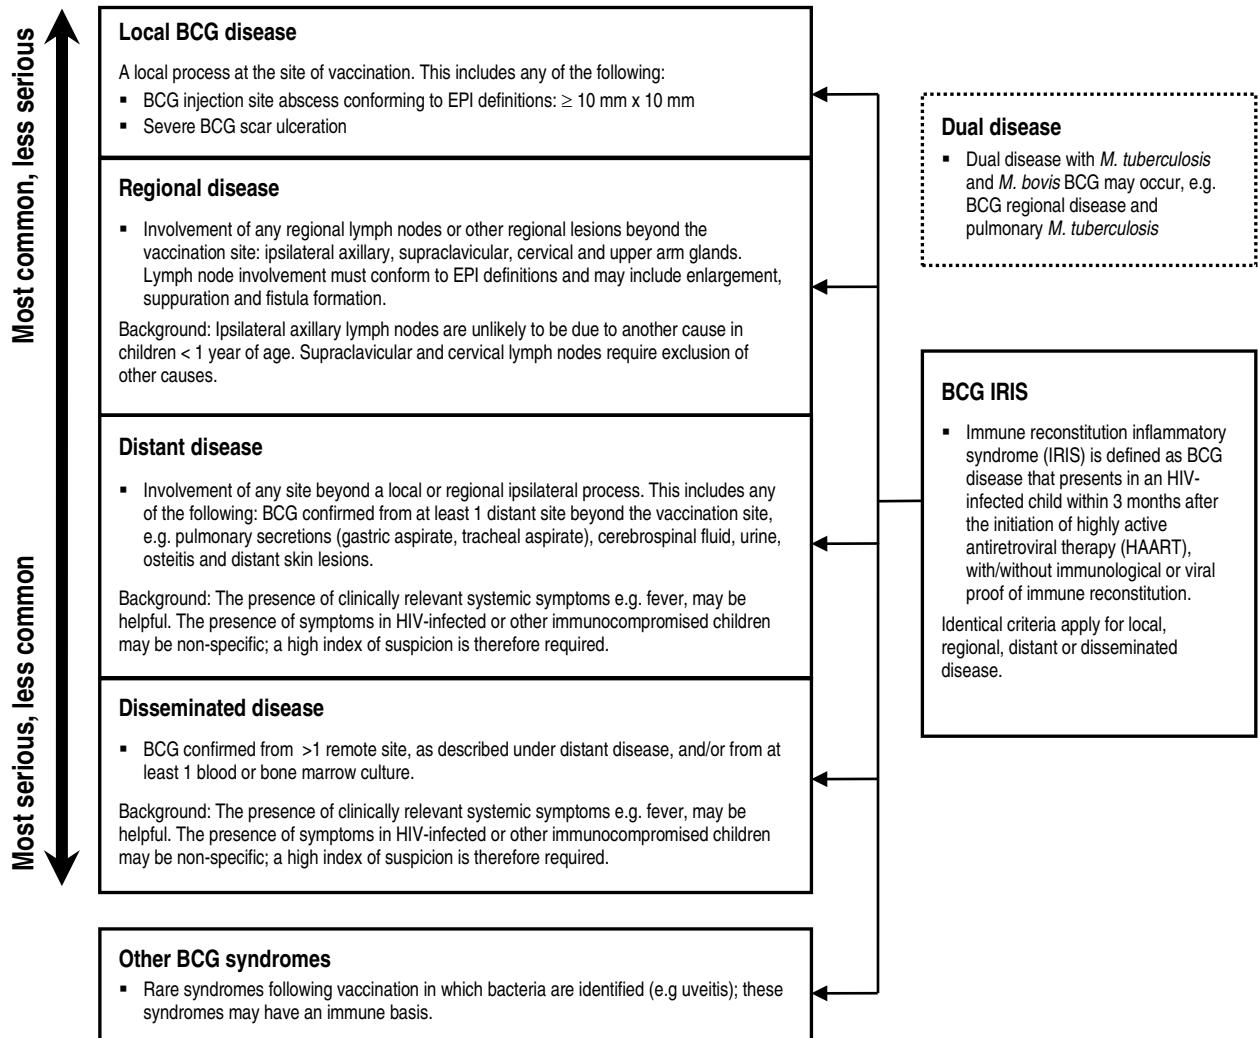 Most common, less serious
Most serious, less common
Local BCG disease
A local process at the site of vaccination. This includes any of the following:
▪ BCG injection site abscess conforming to EPI definitions: ≥ 10 mm x 10 mm
▪ Severe BCG scar ulceration
Regional disease
▪ Involvement of any regional lymph nodes or other regional lesions beyond the
vaccination site: ipsilateral axillary, supraclavicular, cervical and upper arm glands.
Lymph node involvement must conform to EPI definitions and may include enlargement,
suppuration and fistula formation.
Background: Ipsilateral axillary lymph nodes are unlikely to be due to another cause in
children < 1 year of age. Supraclavicular and cervical lymph nodes require exclusion of
other causes.
Distant disease
▪ Involvement of any site beyond a local or regional ipsilateral process. This includes any
of the following: BCG confirmed from at least 1 distant site beyond the vaccination site,
e.g. pulmonary secretions (gastric aspirate, tracheal aspirate), cerebrospinal fluid, urine,
osteitis and distant skin lesions.
Background: The presence of clinically relevant systemic symptoms e.g. fever, may be
helpful. The presence of symptoms in HIV-infected or other immunocompromised children
may be non-specific; a high index of suspicion is therefore required.
Disseminated disease
▪ BCG confirmed from >1 remote site, as described under distant disease, and/or from at
least 1 blood or bone marrow culture.
Background: The presence of clinically relevant systemic symptoms e.g. fever, may be
helpful. The presence of symptoms in HIV-infected or other immunocompromised children
may be non-specific; a high index of suspicion is therefore required.
Other BCG syndromes
▪ Rare syndromes following vaccination in which bacteria are identified (e.g uveitis); these
syndromes may have an immune basis.
Dual disease
▪ Dual disease with M. tuberculosis
and M. bovis BCG may occur, e.g.
BCG regional disease and
pulmonary M. tuberculosis
BCG IRIS
▪ Immune reconstitution inflammatory
syndrome (IRIS) is defined as BCG
disease that presents in an HIV-
infected child within 3 months after
the initiation of highly active
antiretroviral therapy (HAART),
with/without immunological or viral
proof of immune reconstitution.
Identical criteria apply for local,
regional, distant or disseminated
disease.